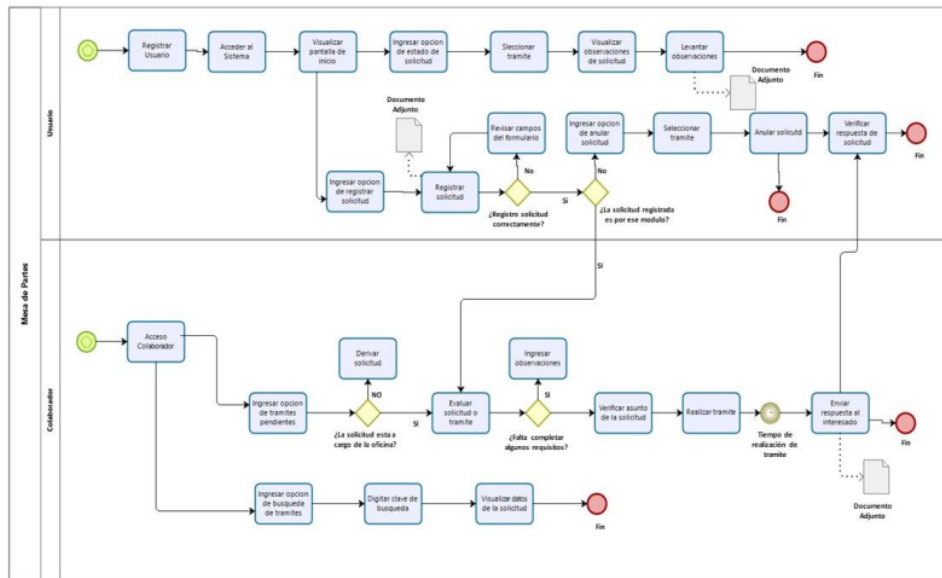 Mesa de Partes
Usuario
Registrar
Usuario
Acceder al
Sistema
Visualizar
pantalla de
inicio
Ingresar opcion
de estado de
solicitud
Sleccionar
tramite
Visualizar
observaciones
de solicitud
Levantar
observaciones
Fin
Documento
Adjunto
Documento
Adjunto
Revisar campos
del formulario
Ingresar opcion
de anular
solicitud
Seleccionar
tramite
Anular solicutd
Verificar
respuesta de
solicitud
Fin
No
No
Ingresar opcion
de registrar
solicitud
Registrar
solicitud
Si
¿Registro solicitud
correctamente?
¿La solicitud registrada
es por ese modulo?
Fin
Colaborador
SI
Acceso
Colaborador
Derivar
solicitud
Ingresar
observaciones
NO
SI
Ingresar opcion
de tramites
pendientes
SI
Evaluar
solicitud o
tramite
Verificar asunto
de la solicitud
Realizar tramite
Enviar
respuesta al
interesado
¿La solicitud esta a
cargo de la oficina?
¿Falta completar
algunos requisitos?
Tiempo de
realización de
tramite
Fin
Ingresar opcion
de busqueda
de tramites
Digitar clave de
busqueda
Visualizar datos
de la solicitud
Fin
Documento
Adjunto